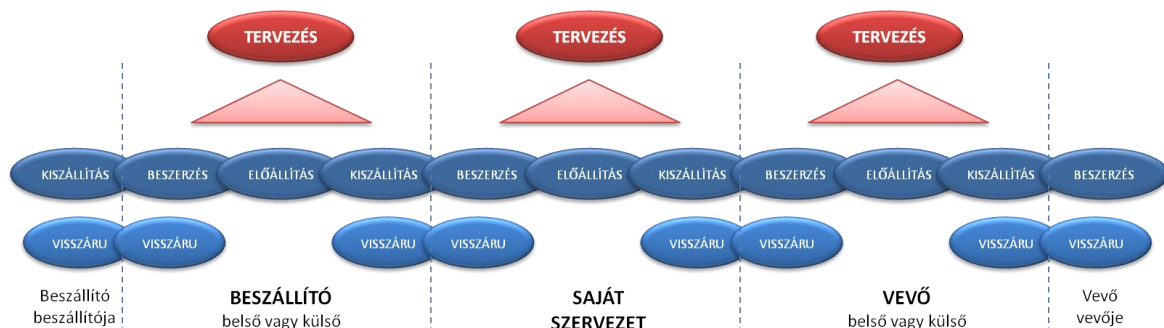 TERVEZÉS TERVEZÉS TERVEZÉS
KISZÁLLÍTÁS BESZERZÉS ELŐÁLLÍTÁS KISZÁLLÍTÁS BESZERZÉS ELŐÁLLÍTÁS KISZÁLLÍTÁS BESZERZÉS ELŐÁLLÍTÁS KISZÁLLÍTÁS BESZERZÉS
VISSZÁRU VISSZÁRU VISSZÁRU VISSZÁRU VISSZÁRU VISSZÁRU VISSZÁRU VISSZÁRU
Beszállító
beszállítója
BESZÁLLÍTÓ
belső vagy külső
SAJÁT
SZERVEZET
VEVŐ
belső vagy külső
Vevő
vevője